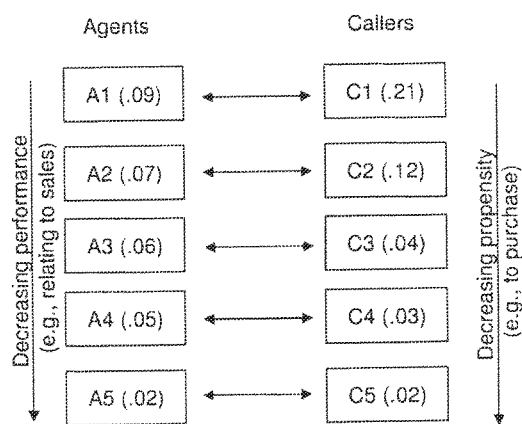 Agents
Callers
A1 (.09)
C1 (.21)
A2 (.07)
C2 (.12)
A3 (.06)
C3 (.04)
A4 (.05)
C4 (.03)
A5 (.02)
C5 (.02)
Decreasing performance
(e.g., relating to sales)
Decreasing propensity
(e.g., to purchase)